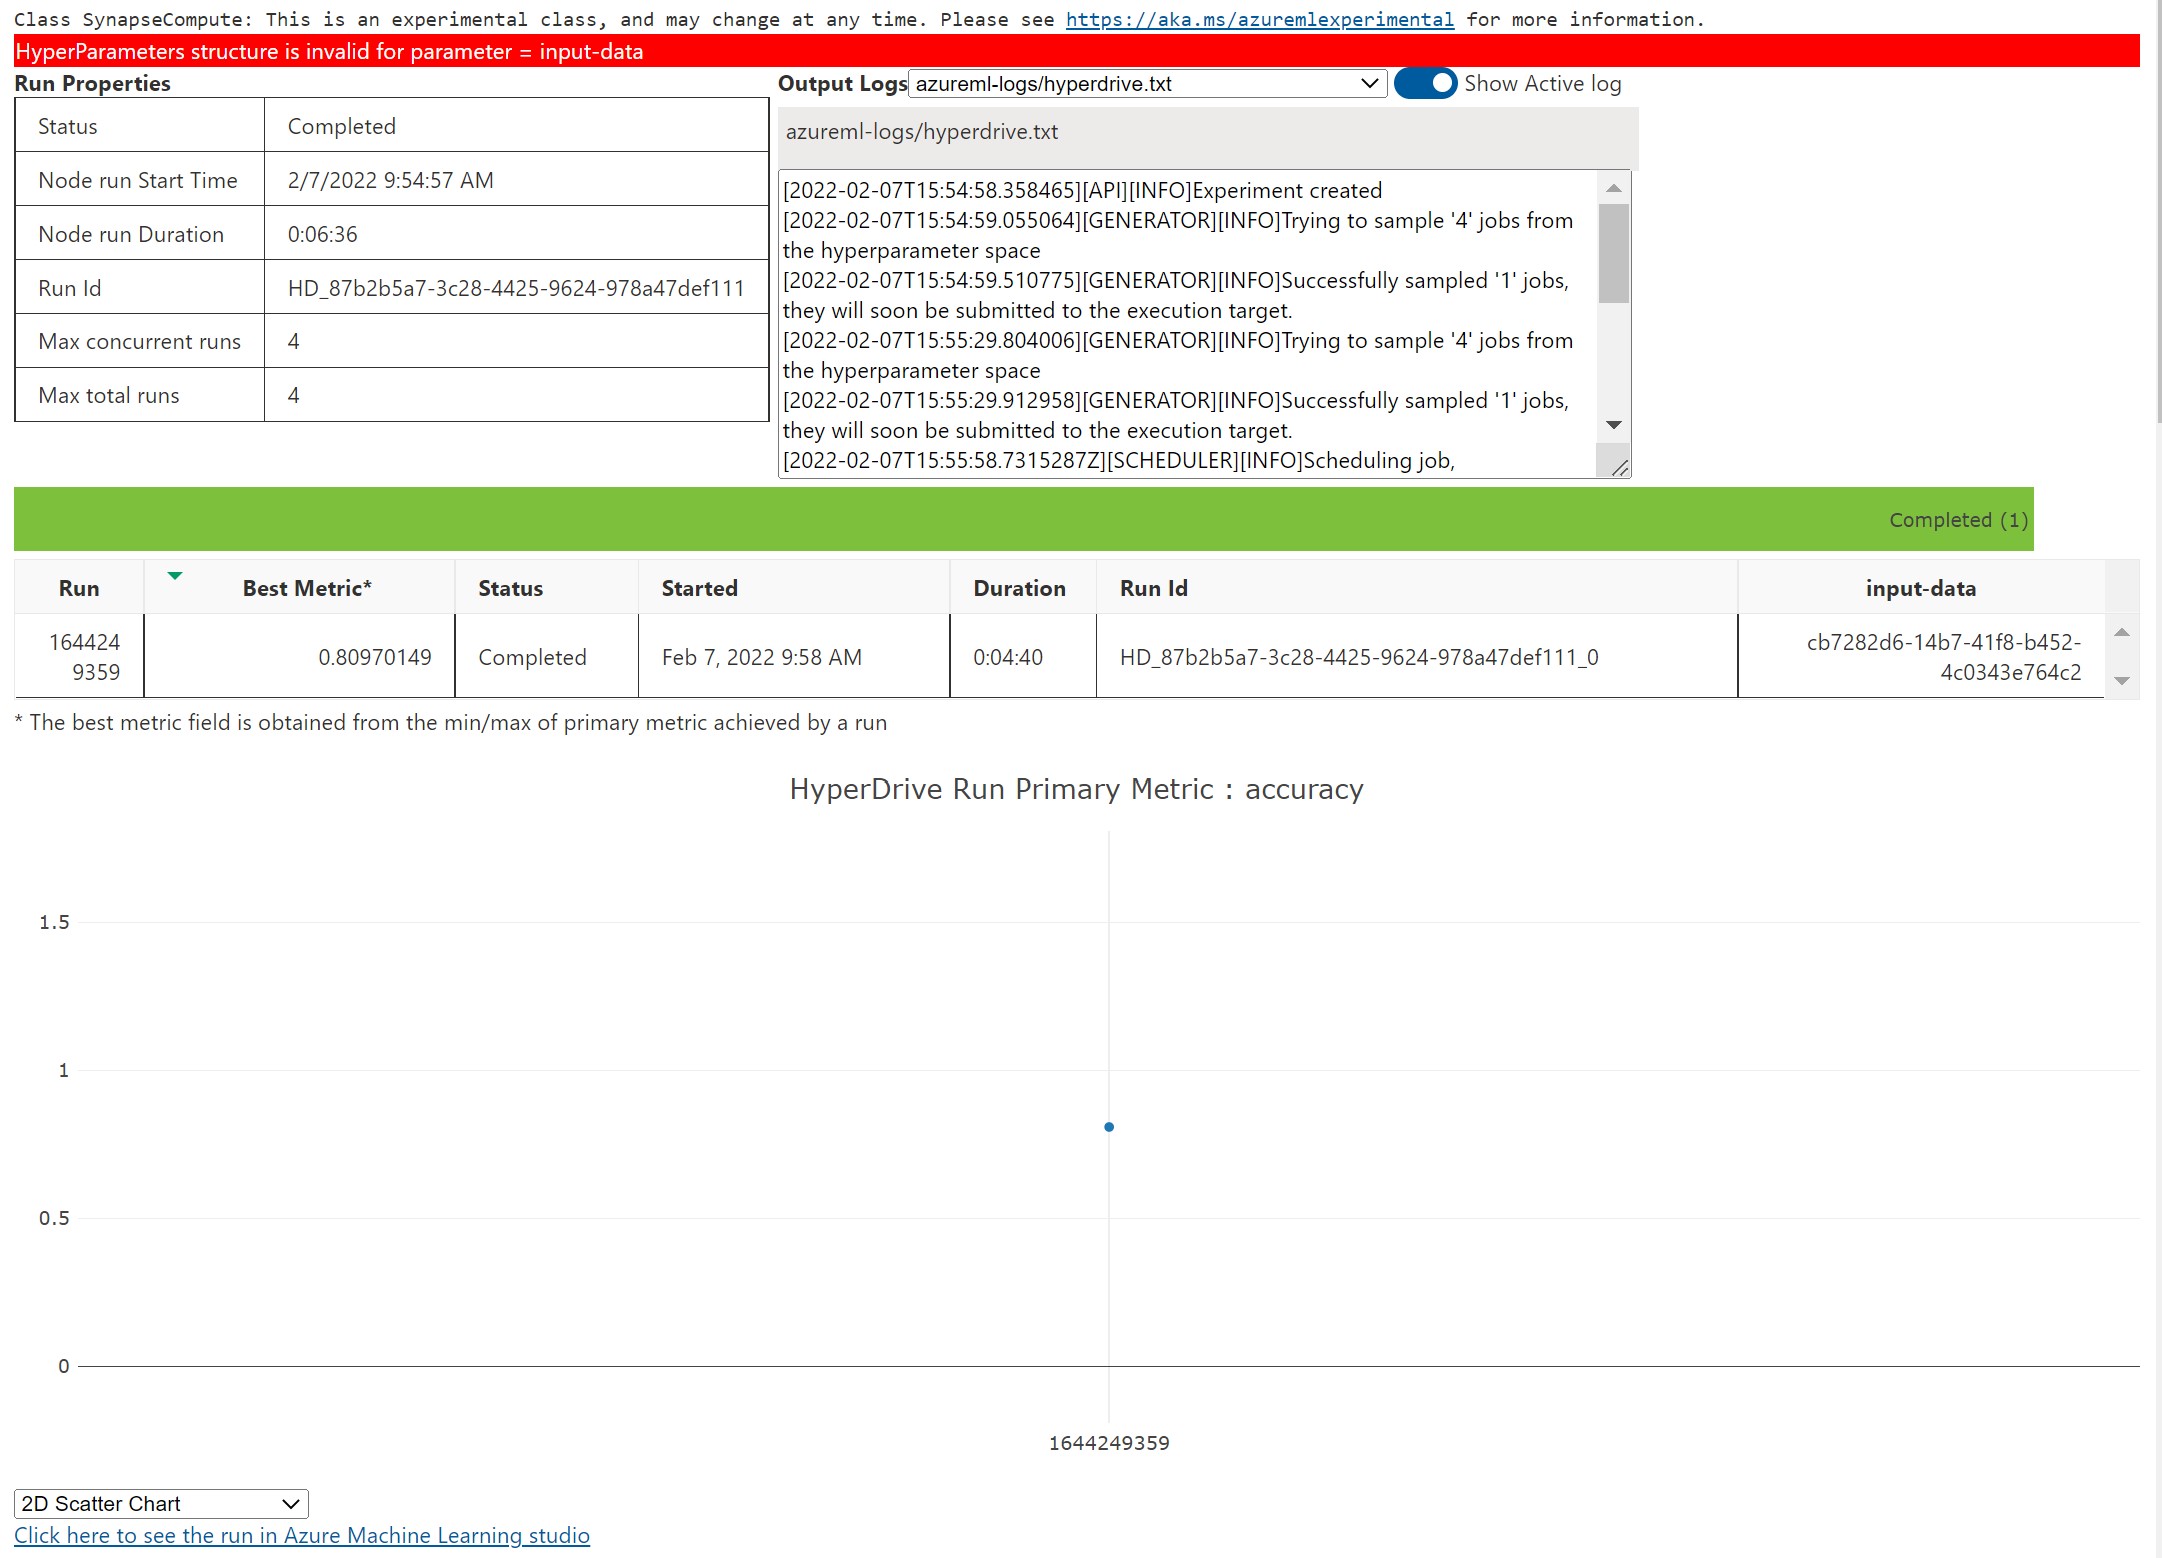 Class SynapseCompute: This is an experimental class, and may change at any time. Please see https://aka.ms/azuremlexperimental for more information.
HyperParameters structure is invalid for parameter = input-data
Run Properties
Status Completed
Node run Start Time 2/7/2022 9:54:57 AM
Node run Duration 0:06:36
Run Id HD_87b2b5a7-3c28-4425-9624-978a47def111
Max concurrent runs 4
Max total runs 4
Output Logs azureml-logs/hyperdrive.txt Show Active log
azureml-logs/hyperdrive.txt
[2022-02-07T15:54:58.358465][API][INFO]Experiment created
[2022-02-07T15:54:59.055064][GENERATOR][INFO]Trying to sample '4' jobs from
the hyperparameter space
[2022-02-07T15:54:59.510775][GENERATOR][INFO]Successfully sampled '1' jobs,
they will soon be submitted to the execution target.
[2022-02-07T15:55:29.804006][GENERATOR][INFO]Trying to sample '4' jobs from
the hyperparameter space
[2022-02-07T15:55:29.912958][GENERATOR][INFO]Successfully sampled '1' jobs,
they will soon be submitted to the execution target.
[2022-02-07T15:55:58.7315287Z][SCHEDULER][INFO]Scheduling job,
Completed (1)
Run Best Metric* Status Started Duration Run Id input-data
164424
9359
0.80970149 Completed Feb 7, 2022 9:58 AM 0:04:40 HD_87b2b5a7-3c28-4425-9624-978a47def111_0
cb7282d6-14b7-41f8-b452-
4c0343e764c2
* The best metric field is obtained from the min/max of primary metric achieved by a run
HyperDrive Run Primary Metric : accuracy
1.5
1
0.5
0
1644249359
2D Scatter Chart
Click here to see the run in Azure Machine Learning studio